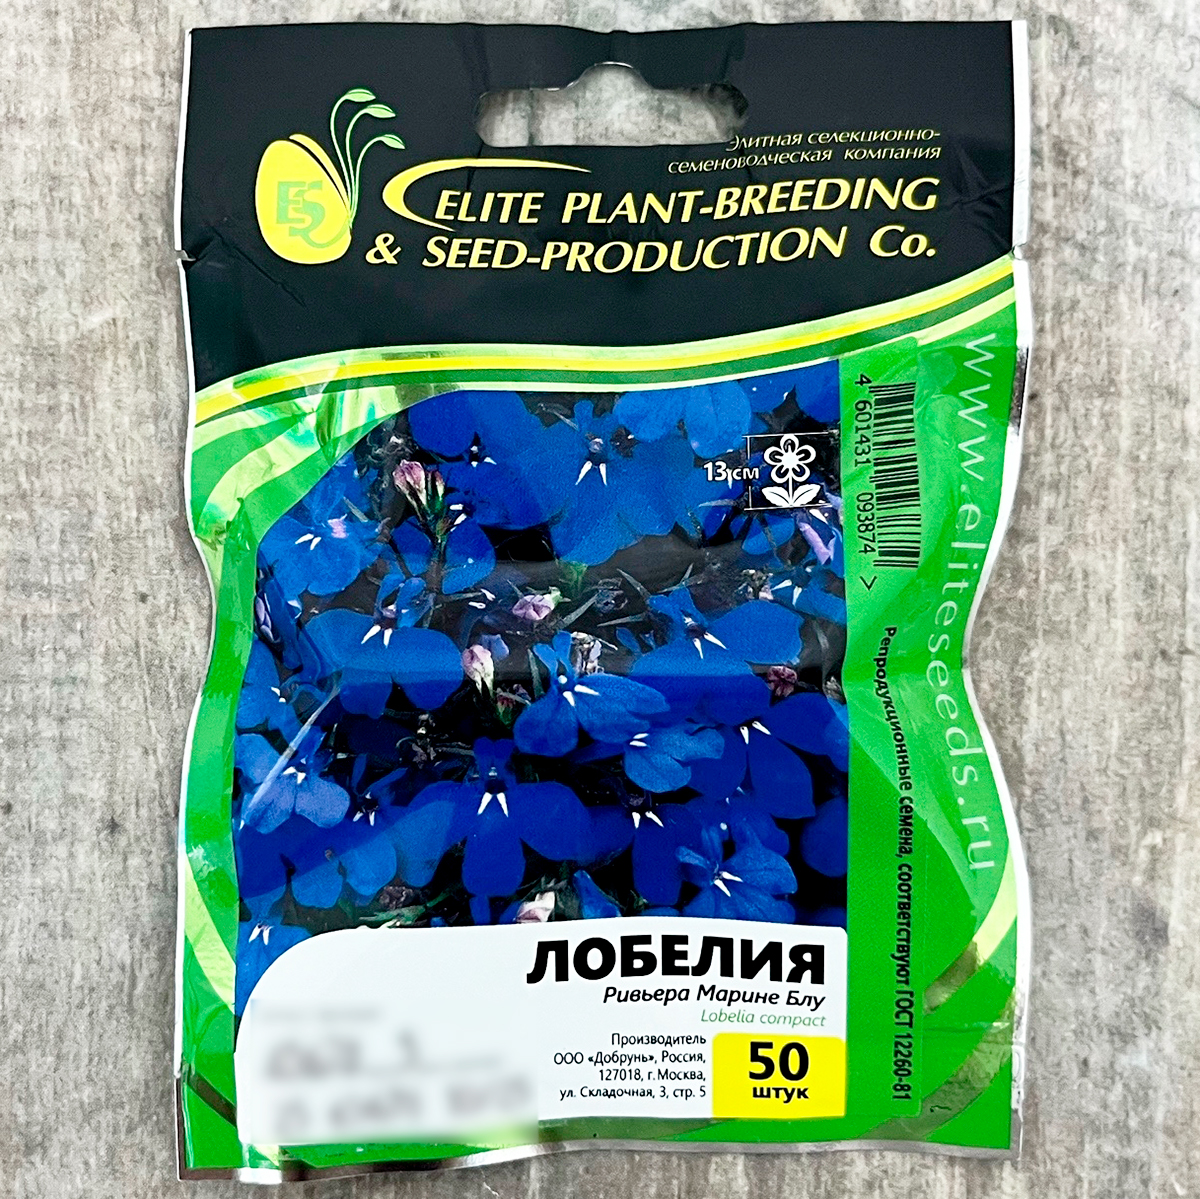 Элитная селекционно-
семеноводческая компания
ES
ELITE PLANT-BREEDING
& SEED-PRODUCTION Co.
13 см
4 601431 093874 >
www.eliteseeds.ru
Репродукционные семена, соответствуют ГОСТ 12260-81
ЛОБЕЛИЯ
Ривьера Марине Блу
Lobelia compact
Производитель
ООО «Добрунь», Россия,
127018, г. Москва,
ул. Складочная, 3, стр. 5
50
штук